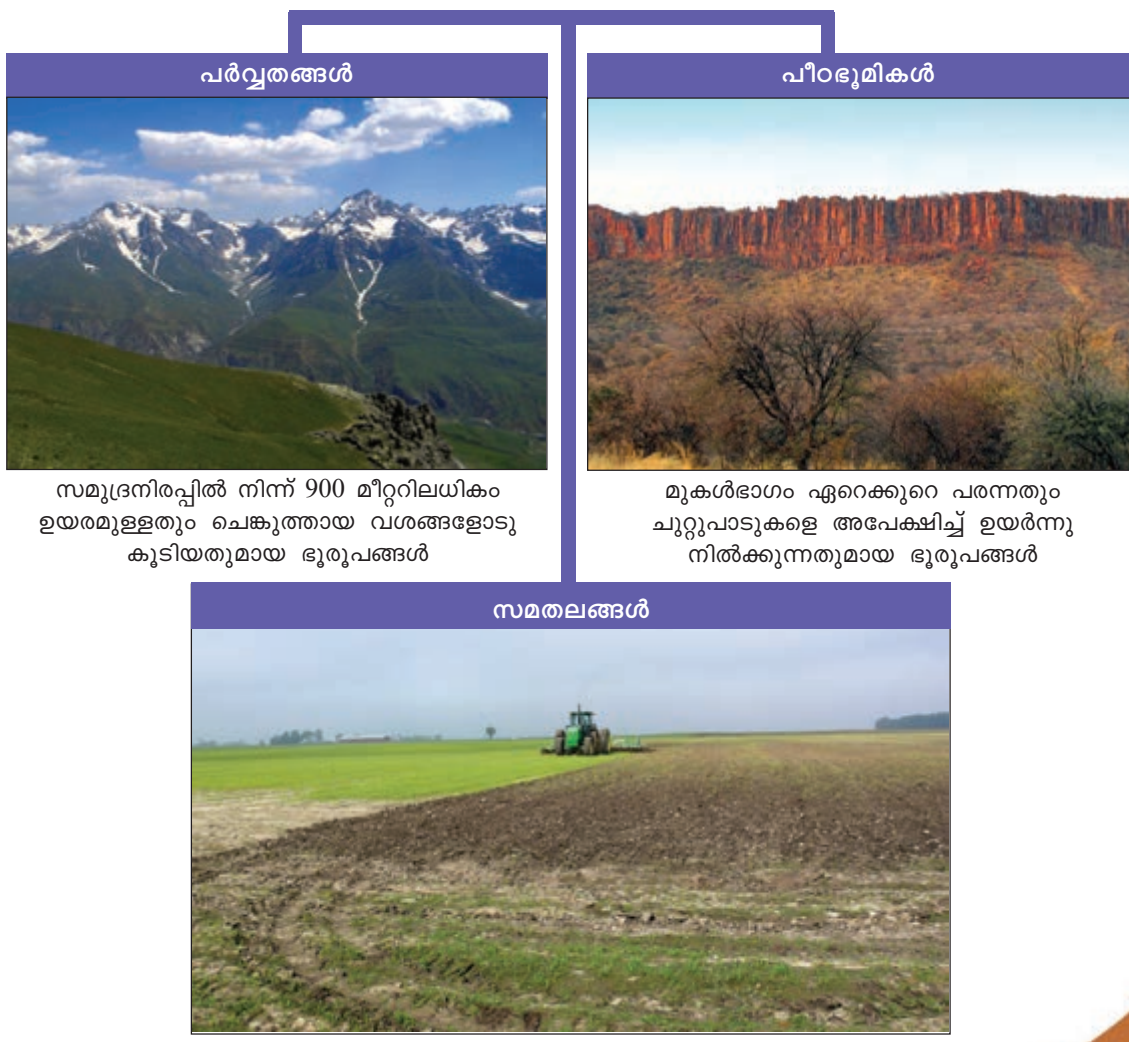 പർവ്വതങ്ങൾ
സമുദ്രനിരപ്പിൽ നിന്ന് 900 മീറ്ററിലധികം
ഉയരമുള്ളതും ചെങ്കുത്തായ വശങ്ങളോടു
കൂടിയതുമായ ഭൂരൂപങ്ങൾ
പീഠഭൂമികൾ
മുകൾഭാഗം ഏറെക്കുറെ പരന്നതും
ചുറ്റുപാടുകളെ അപേക്ഷിച്ച് ഉയർന്നു
നിൽക്കുന്നതുമായ ഭൂരൂപങ്ങൾ
സമതലങ്ങൾ